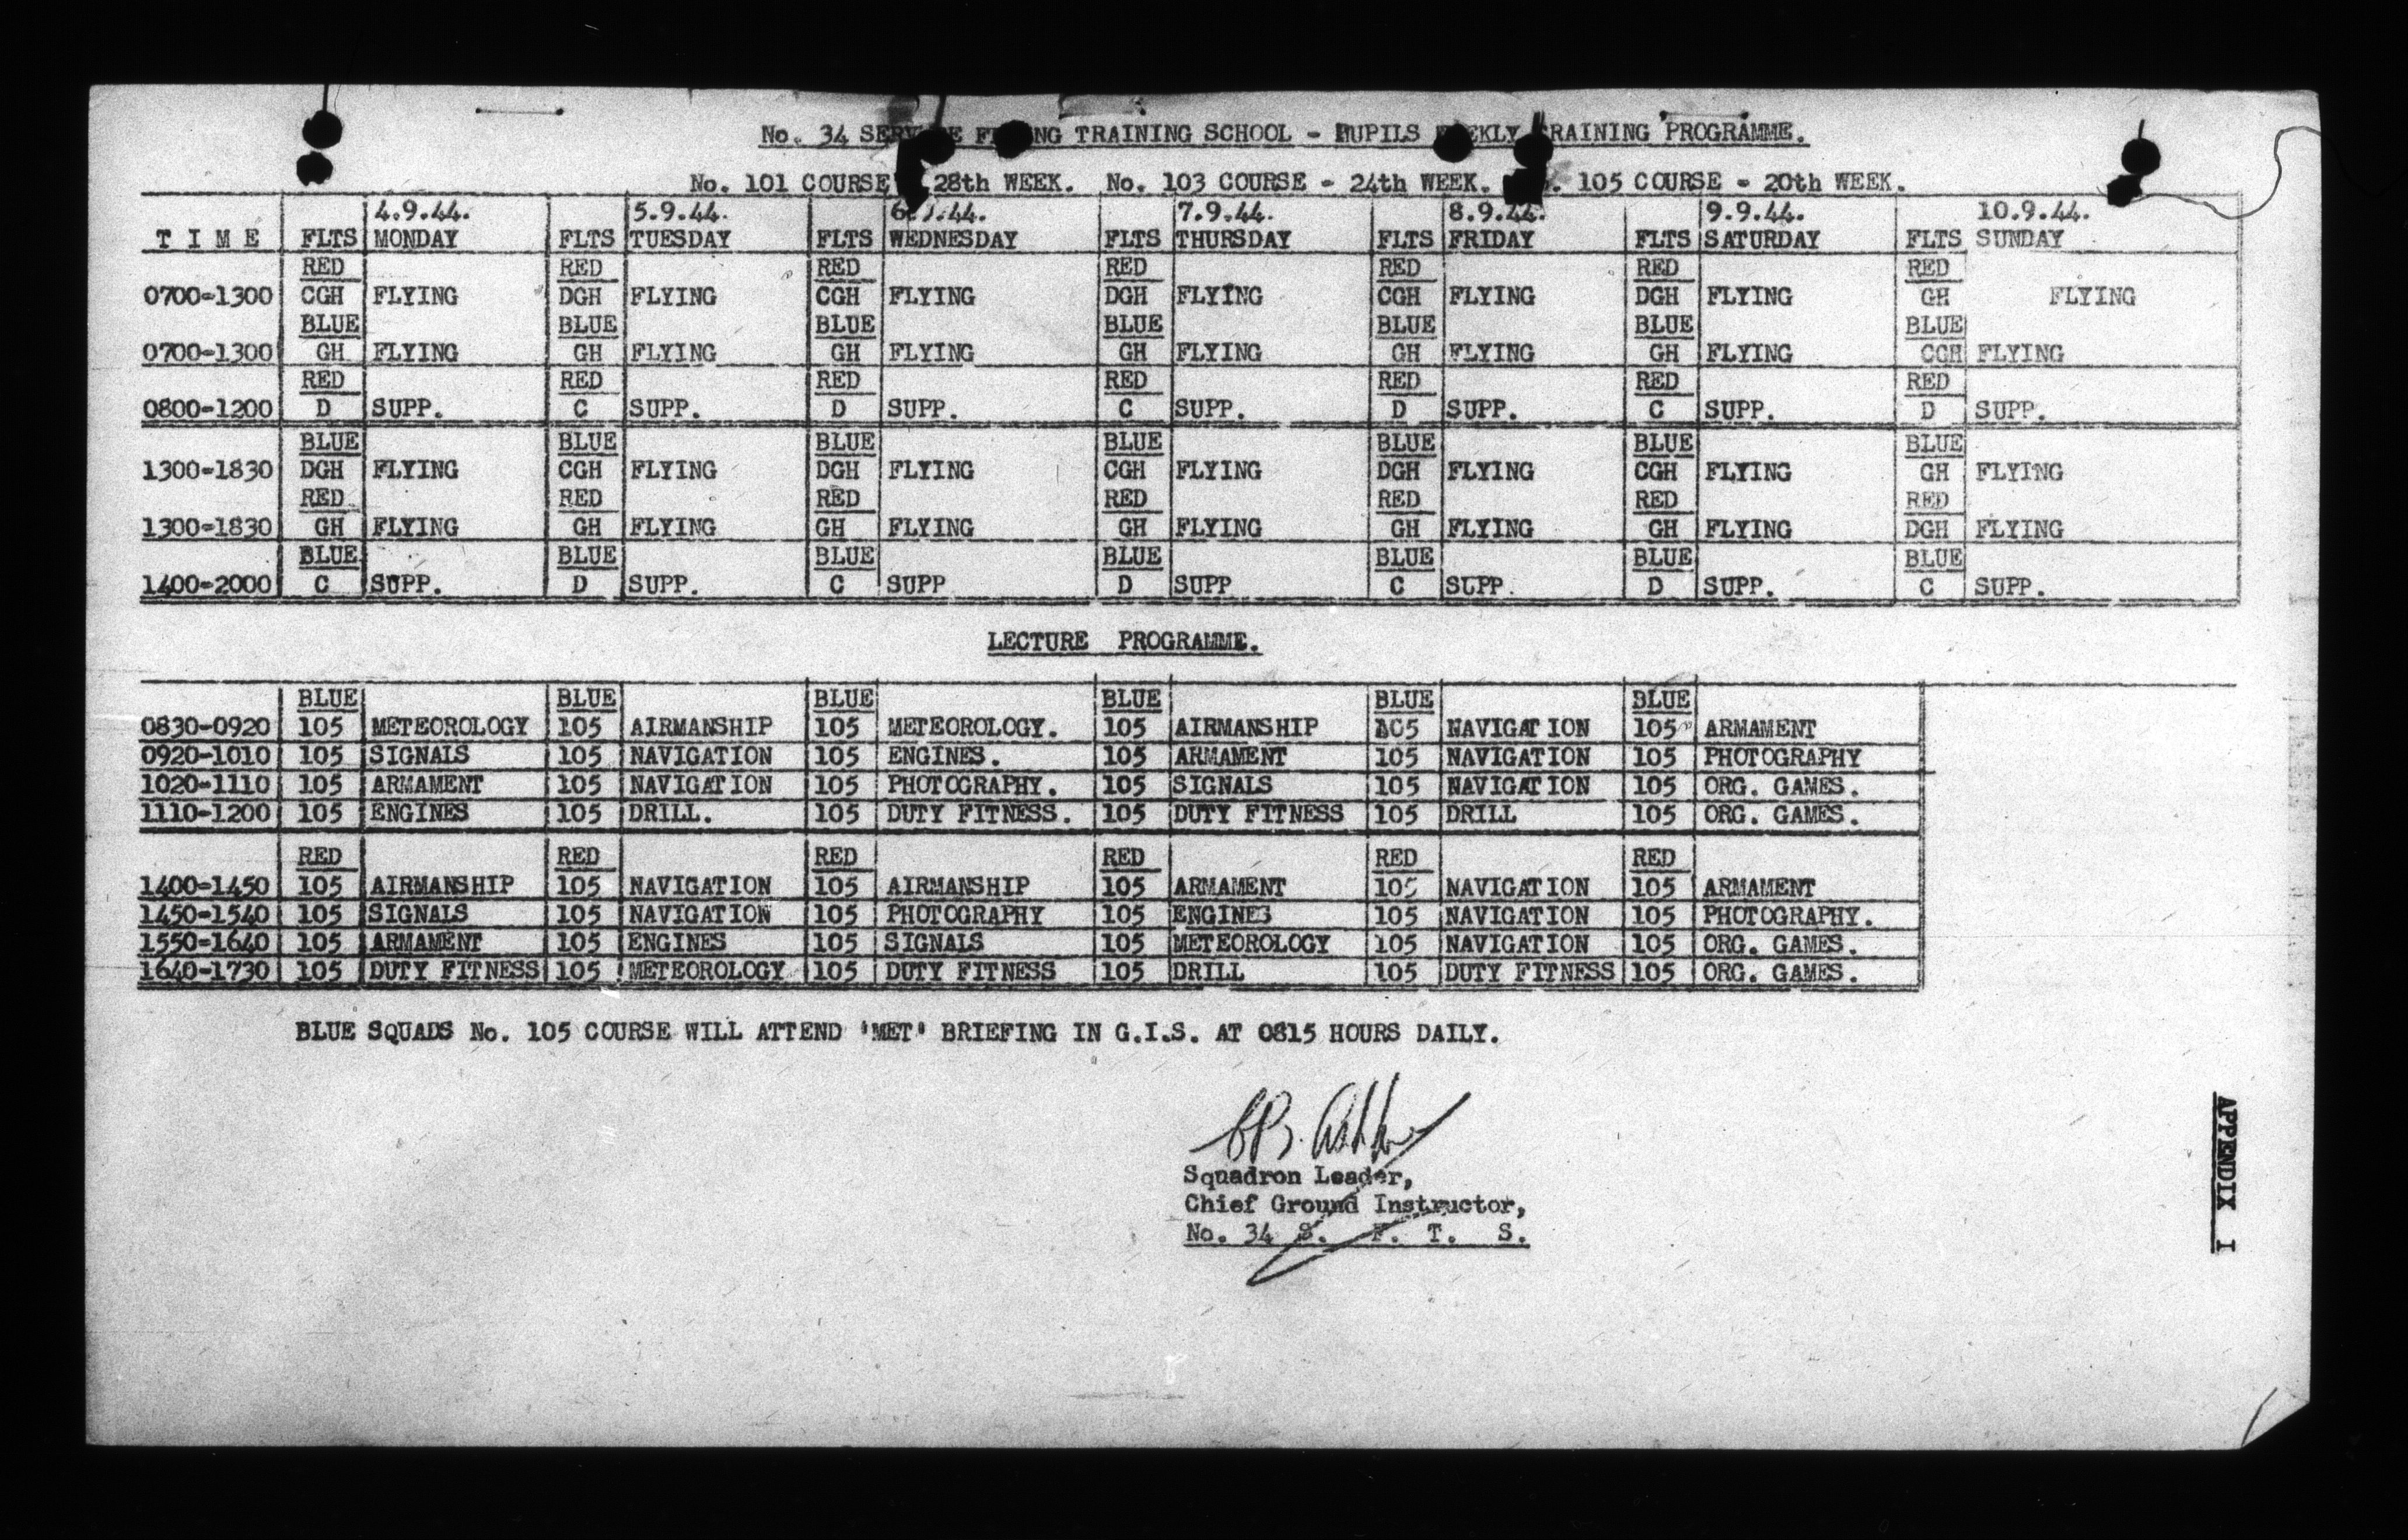 No. 34 TRAINING SCHOOL - PUPILS TRAINING PROGRAMME.
No. 101 COURSE 28th WEEK. No. 103 COURSE - 24th WEEK. 105 COURSE - 20th WEEK.
4.9.44. 5.9.44. 7.9.44. 8.9.44. 9.9.44. 10.9.44.
TIME FLTS MONDAY FLTS TUESDAY FLTS WEDNESDAY FLTS THURSDAY FLTS FRIDAY FLTS SATURDAY FLTS SUNDAY
RED RED RED RED RED RED RED
0700-1300 CGH FLYING DGH FLYING CGH FLYING DGH FLYING CGH FLYING DGH FLYING GH FLYING
BLUE BLUE BLUE BLUE BLUE BLUE BLUE
0700-1300 GH FLYING GH FLYING GH FLYING GH FLYING GH FLYING GH FLYING CGH FLYING
RED RED RED RED RED RED RED
0800-1200 D SUPP. C SUPP. D SUPP. C SUPP. D SUPP. C SUPP. D SUPP.
BLUE BLUE BLUE BLUE BLUE BLUE BLUE
1300-1830 DGH FLYING CGH FLYING DGH FLYING CGH FLYING DGH FLYING CGH FLYING GH FLYING
RED RED RED RED RED RED RED
1300-1830 GH FLYING GH FLYING GH FLYING GH FLYING GH FLYING GH FLYING DGH FLYING
BLUE BLUE BLUE BLUE BLUE BLUE BLUE
1400-2000 C SUPP. D SUPP. C SUPP D SUPP C SUPP. D SUPP. C SUPP.
LECTURE PROGRAMME.
BLUE BLUE BLUE BLUE BLUE BLUE
0830-0920 105 METEOROLOGY 105 AIRMANSHIP 105 METEOROLOGY. 105 AIRMANSHIP 105 NAVIGATION 105 ARMAMENT
0920-1010 105 SIGNALS 105 NAVIGATION 105 ENGINES. 105 ARMAMENT 105 NAVIGATION 105 PHOTOGRAPHY
1020-1110 105 ARMAMENT 105 NAVIGATION 105 PHOTOGRAPHY. 105 SIGNALS 105 NAVIGATION 105 ORG. GAMES.
1110-1200 105 ENGINES 105 DRILL. 105 DUTY FITNESS. 105 DUTY FITNESS 105 DRILL 105 ORG. GAMES.
RED RED RED RED RED RED
1400-1450 105 AIRMANSHIP 105 NAVIGATION 105 AIRMANSHIP 105 ARMAMENT 105 NAVIGATION 105 ARMAMENT
1450-1540 105 SIGNALS 105 NAVIGATION 105 PHOTOGRAPHY 105 ENGINES 105 NAVIGATION 105 PHOTOGRAPHY.
1550-1640 105 ARMAMENT 105 ENGINES 105 SIGNALS 105 METEOROLOGY 105 NAVIGATION 105 ORG. GAMES.
1640-1730 105 DUTY FITNESS 105 METEOROLOGY 105 DUTY FITNESS 105 DRILL 105 DUTY FITNESS 105 ORG. GAMES.
BLUE SQUADS No. 105 COURSE WILL ATTEND 'MET' BRIEFING IN G.I.S. AT 0815 HOURS DAILY.
Squadron Leader,
Chief Ground Instructor,
No. 34 S. F. T. S.
APPENDIX I